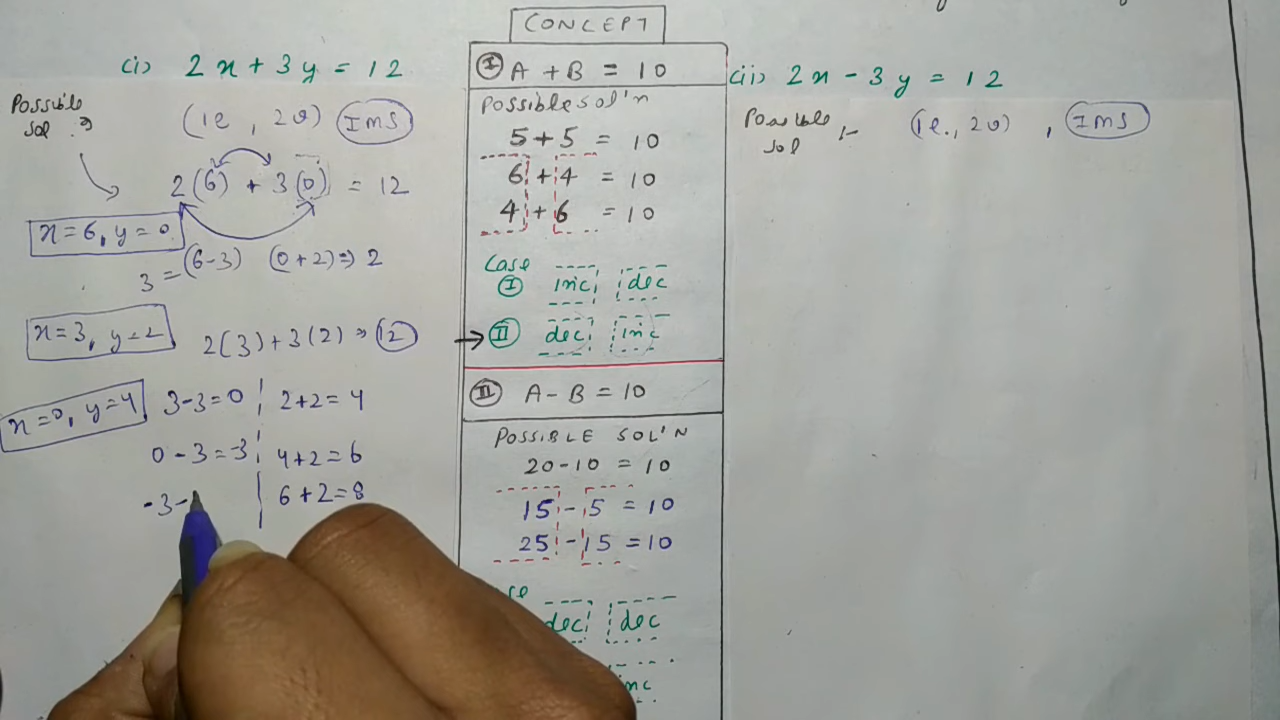 CONCEPT
(i) 2x + 3y = 12
Possible
sol :→
(1e, 2v) IMS
2(6) + 3(0) = 12
x=6, y=0
3 = (6-3) (0+2) ⇒ 2
x=3, y=2
2(3)+3(2) ⇒ 12
x=0, y=4
3-3=0 2+2=4
0-3=-3 4+2=6
-3- 6+2=8
I A + B = 10
Possible sol'n
5+5 = 10
6+4 = 10
4+6 = 10
Case
I inc dec
→ II dec inc
II A-B = 10
POSSIBLE SOL'N
20-10 = 10
15-5 = 10
25-15 = 10
dec dec
(ii) 2x - 3y = 12
Possible
sol :-
(1e., 2v) , IMS